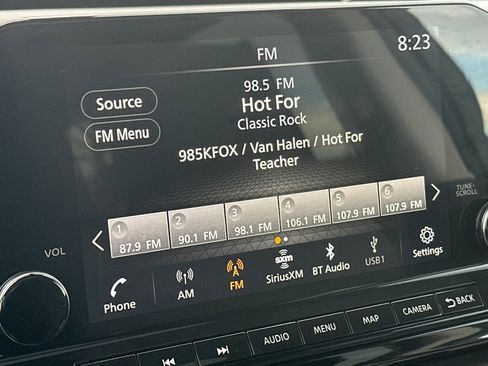 FM
8:23
98.5 FM
Source
Hot For
Classic Rock
FM Menu
985KFOX / Van Halen / Hot For
Teacher
TUNE·
SCROLL
VOL
1 2 3 4 5 6
87.9 FM 90.1 FM 98.1 FM 106.1 FM 107.9 FM 107.9 FM
Phone
AM
FM
sxm
SiriusXM
BT Audio
USB1
Settings
AUDIO
MENU
MAP
CAMERA
BACK